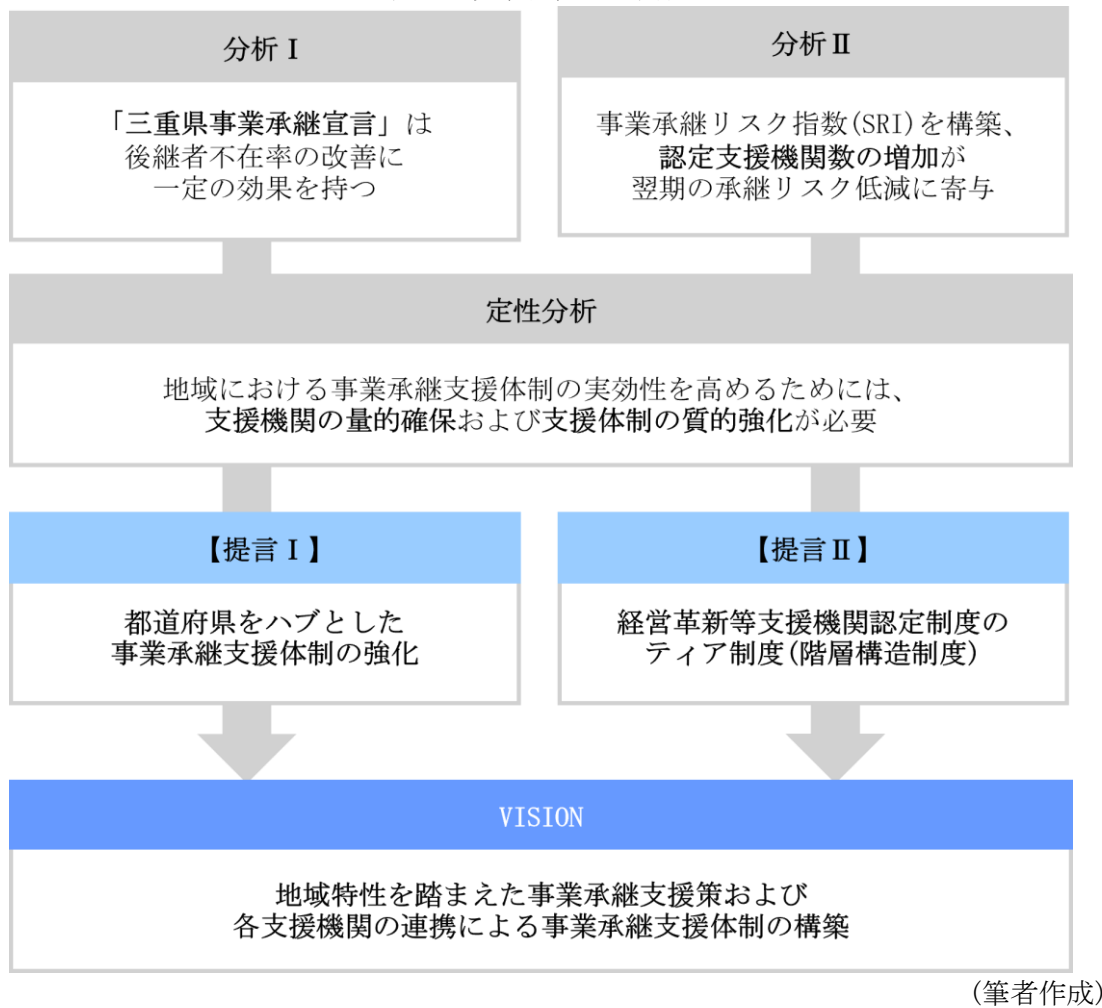 分析Ⅰ
「三重県事業承継宣言」は
後継者不在率の改善に
一定の効果を持つ
分析Ⅱ
事業承継リスク指数(SRI)を構築、
認定支援機関数の増加が
翌期の承継リスク低減に寄与
定性分析
地域における事業承継支援体制の実効性を高めるためには、
支援機関の量的確保および支援体制の質的強化が必要
【提言Ⅰ】
都道府県をハブとした
事業承継支援体制の強化
【提言Ⅱ】
経営革新等支援機関認定制度の
ティア制度(階層構造制度)
VISION
地域特性を踏まえた事業承継支援策および
各支援機関の連携による事業承継支援体制の構築
(筆者作成)